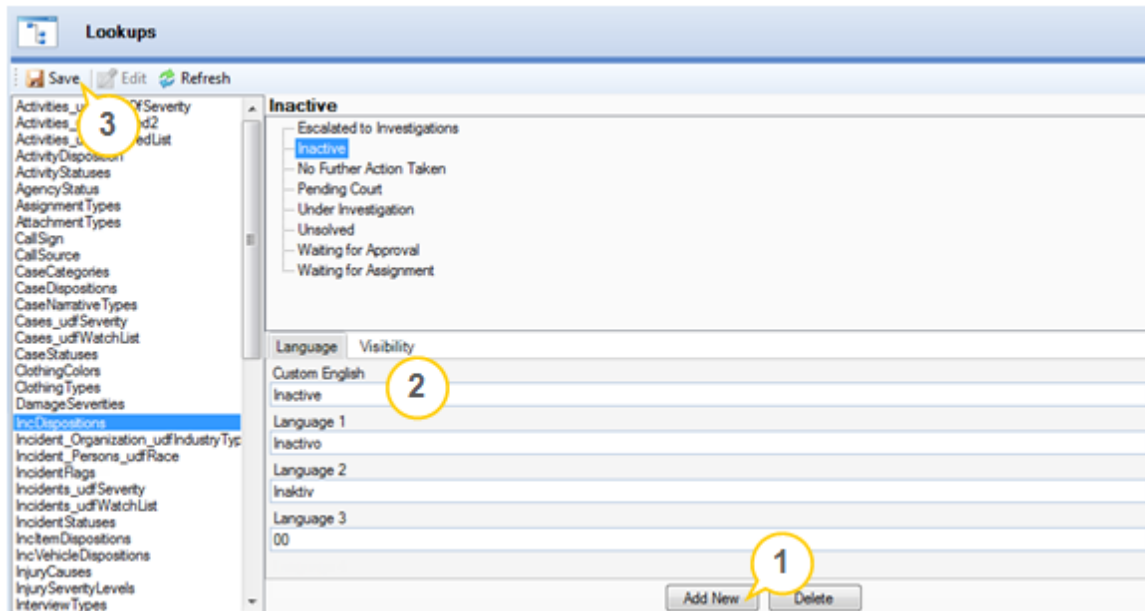 Lookups
Save Edit Refresh
3
Activities_u DfSeverity
Activities_ d2
Activities_u edList
ActivityDisposition
ActivityStatuses
AgencyStatus
AssignmentTypes
AttachmentTypes
CallSign
CallSource
CaseCategories
CaseDispositions
CaseNarrativeTypes
Cases_udfSeverity
Cases_udfWatchList
CaseStatuses
ClothingColors
ClothingTypes
DamageSeverities
IncDispositions
Incident_Organization_udfIndustryTyp
Incident_Persons_udfRace
IncidentFlags
Incidents_udfSeverity
Incidents_udfWatchList
IncidentStatuses
IncItemDispositions
IncVehicleDispositions
InjuryCauses
InjurySeverityLevels
InterviewTypes
Inactive
Escalated to Investigations
Inactive
No Further Action Taken
Pending Court
Under Investigation
Unsolved
Waiting for Approval
Waiting for Assignment
Language Visibility
Custom English
2
Inactive
Language 1
Inactivo
Language 2
Inaktiv
Language 3
00
1
Add New Delete